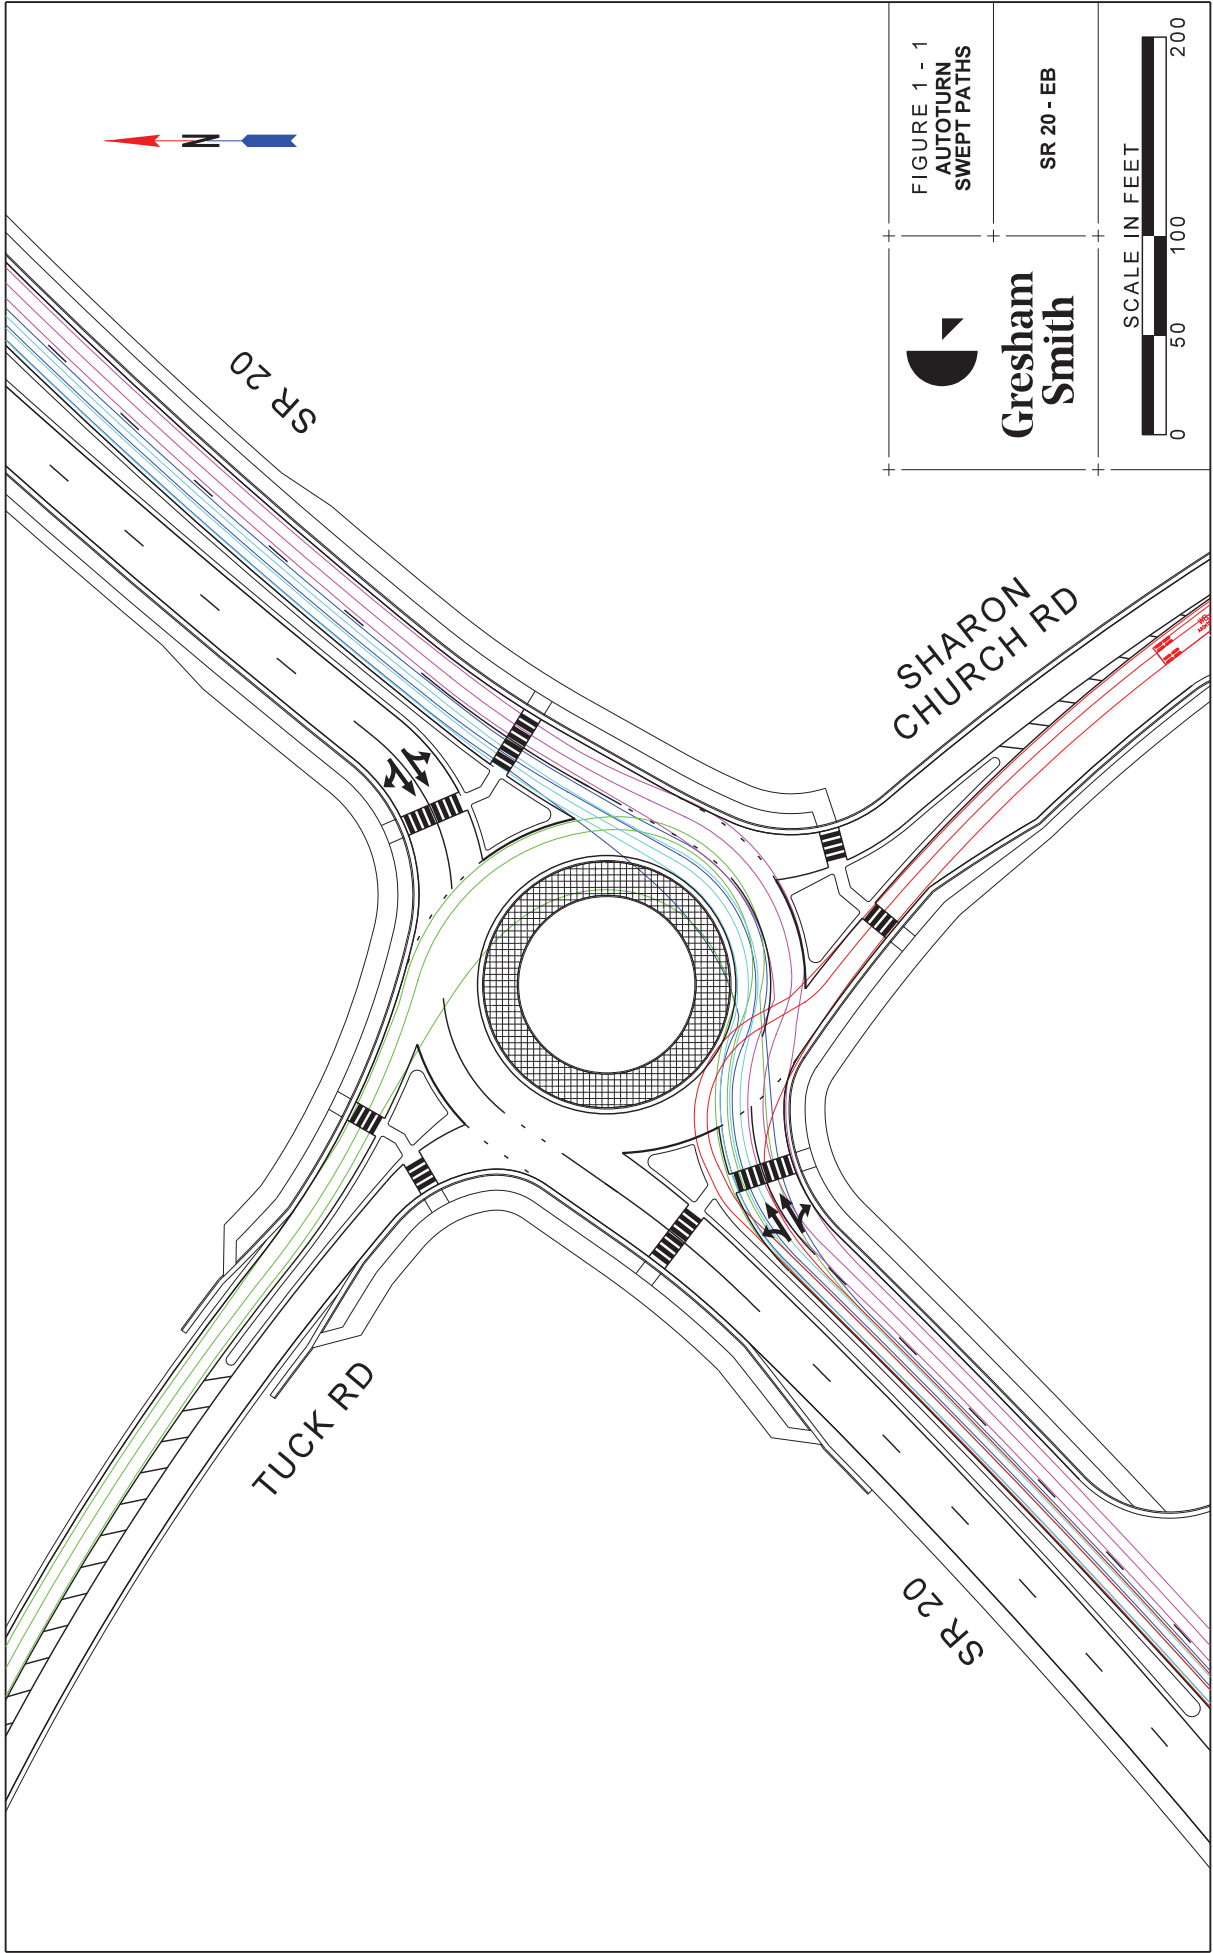 N
SR 20
FIGURE 1 - 1
AUTOTURN
SWEPT PATHS
SR 20 - EB
Gresham
Smith
SCALE IN FEET
0 50 100 200
SHARON
CHURCH RD
TUCK RD
SR 20